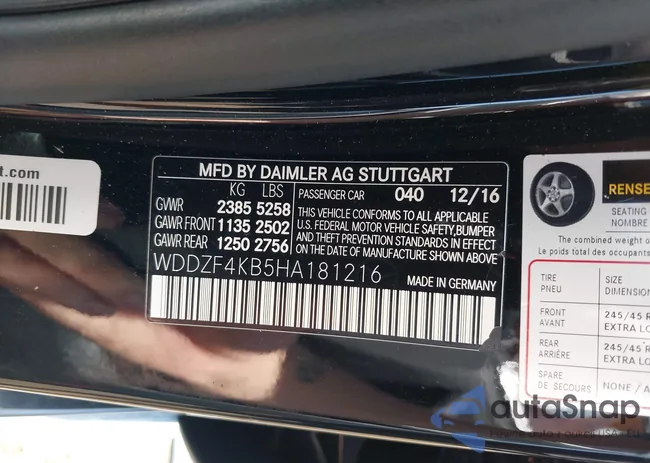 t.com
MFD BY DAIMLER AG STUTTGART
KG LBS
GVWR 2385 5258
GAWR FRONT 1135 2502
GAWR REAR 1250 2756
PASSENGER CAR 040 12/16
THIS VEHICLE CONFORMS TO ALL APPLICABLE
U.S. FEDERAL MOTOR VEHICLE SAFETY, BUMPER
AND THEFT PREVENTION STANDARDS IN EFFECT
ON THE DATE OF MANUFACTURE SHOWN ABOVE
WDDZF4KB5HA181216
MADE IN GERMANY
RENSE
SEATING
NOMBRE
The combined weight of
Le poids total des occupants
TIRE
PNEU
SIZE
DIMENSION
FRONT
AVANT
245/45 R
EXTRA LO
REAR
ARRIÈRE
245/45 R
EXTRA LO
SPARE
DE SECOURS
NONE / A
autoSnap